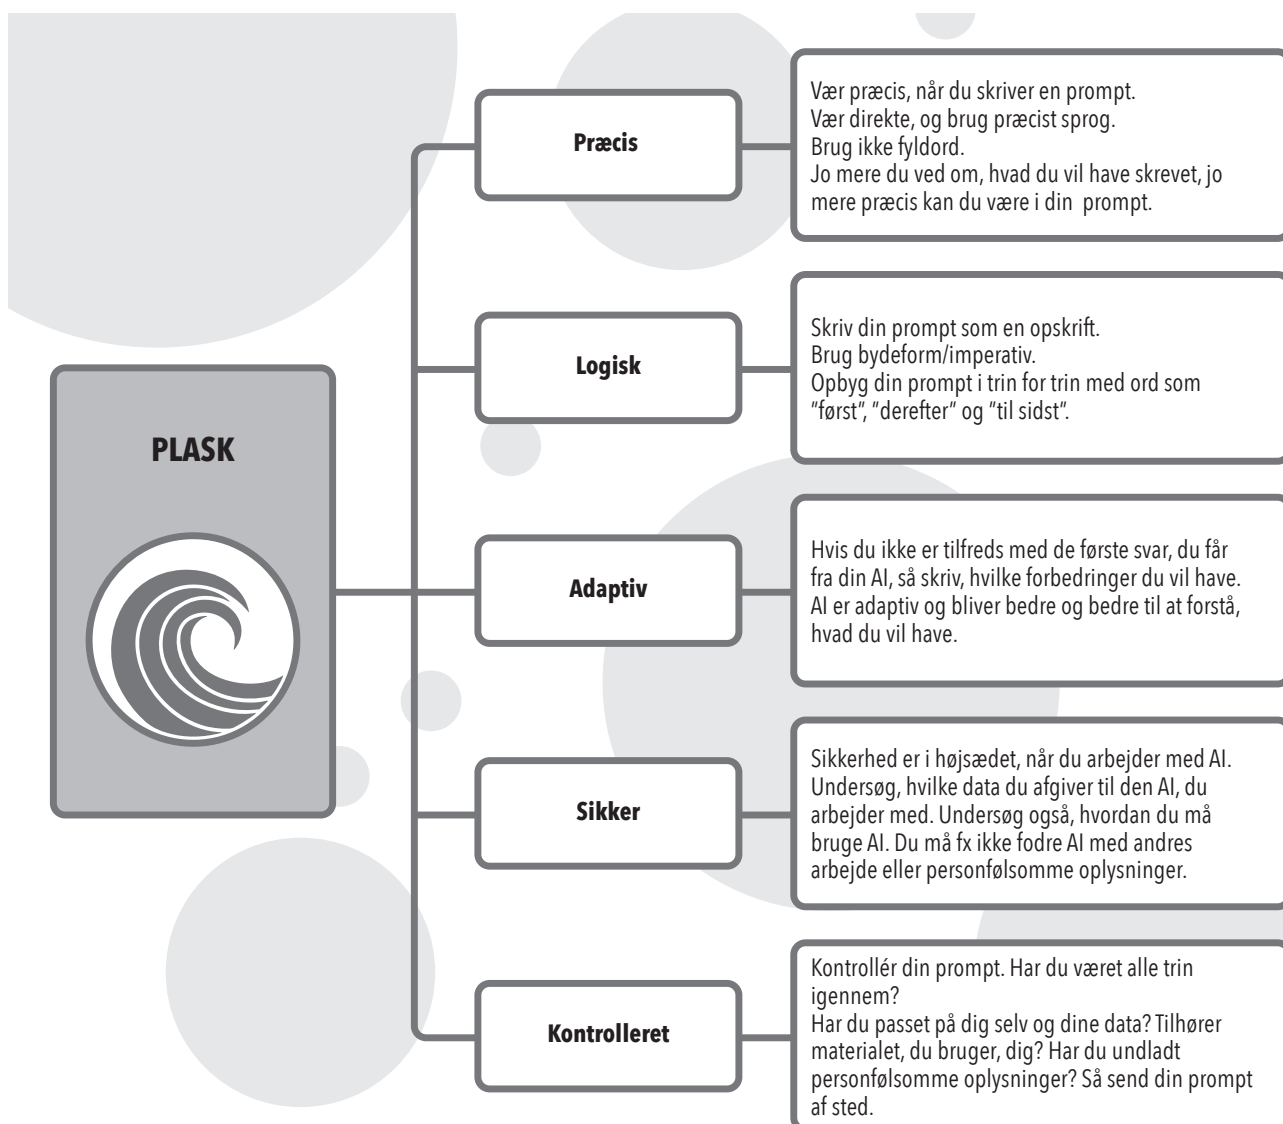 PLASK
Præcis
Vær præcis, når du skriver en prompt.
Vær direkte, og brug præcist sprog.
Brug ikke fyldord.
Jo mere du ved om, hvad du vil have skrevet, jo
mere præcis kan du være i din prompt.
Logisk
Skriv din prompt som en opskrift.
Brug bydeform/imperativ.
Opbyg din prompt i trin for trin med ord som
”først”, ”derefter” og ”til sidst”.
Adaptiv
Hvis du ikke er tilfreds med de første svar, du får
fra din AI, så skriv, hvilke forbedringer du vil have.
AI er adaptiv og bliver bedre og bedre til at forstå,
hvad du vil have.
Sikker
Sikkerhed er i højsædet, når du arbejder med AI.
Undersøg, hvilke data du afgiver til den AI, du
arbejder med. Undersøg også, hvordan du må
bruge AI. Du må fx ikke fodre AI med andres
arbejde eller personfølsomme oplysninger.
Kontrolleret
Kontrollér din prompt. Har du været alle trin
igennem?
Har du passet på dig selv og dine data? Tilhører
materialet, du bruger, dig? Har du undladt
personfølsomme oplysninger? Så send din prompt
af sted.